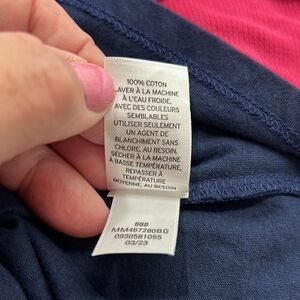 100% COTTON
LAVER À LA MACHINE
À L'EAU FROIDE,
AVEC DES COULEURS
SEMBLABLES
UTILISER SEULEMENT
UN AGENT DE
BLANCHIMENT SANS
CHLORE, AU BESOIN.
SÉCHER À LA MACHINE
À BASSE TEMPÉRATURE,
REPASSER À
TEMPÉRATURE
MOYENNE, AU BESOIN
888
MM467280BG
0930581055
03/23